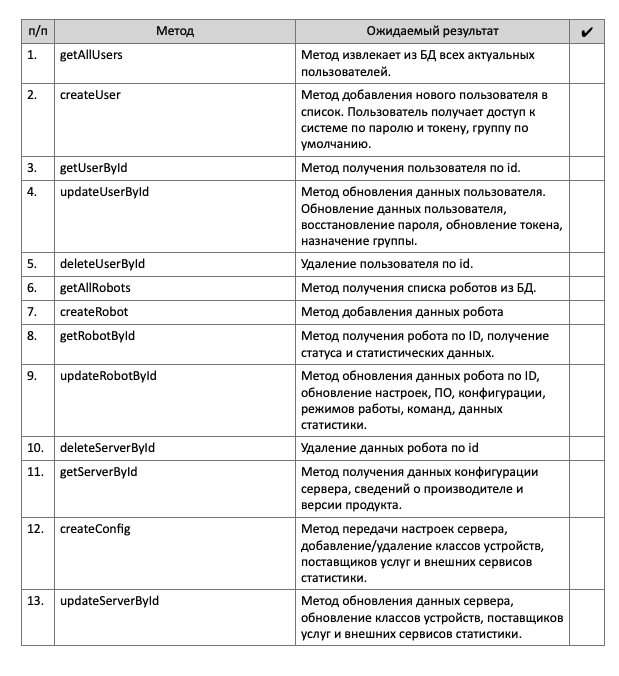 п/п Метод Ожидаемый результат ✔
1. getAllUsers Метод извлекает из БД всех актуальных
пользователей.
2. createUser Метод добавления нового пользователя в
список. Пользователь получает доступ к
системе по паролю и токену, группу по
умолчанию.
3. getUserById Метод получения пользователя по id.
4. updateUserById Метод обновления данных пользователя.
Обновление данных пользователя,
восстановление пароля, обновление токена,
назначение группы.
5. deleteUserById Удаление пользователя по id.
6. getAllRobots Метод получения списка роботов из БД.
7. createRobot Метод добавления данных робота
8. getRobotById Метод получения робота по ID, получение
статуса и статистических данных.
9. updateRobotById Метод обновления данных робота по ID,
обновление настроек, ПО, конфигурации,
режимов работы, команд, данных
статистики.
10. deleteServerById Удаление данных робота по id
11. getServerById Метод получения данных конфигурации
сервера, сведений о производителе и
версии продукта.
12. createConfig Метод передачи настроек сервера,
добавление/удаление классов устройств,
поставщиков услуг и внешних сервисов
статистики.
13. updateServerById Метод обновления данных сервера,
обновление классов устройств, поставщиков
услуг и внешних сервисов статистики.